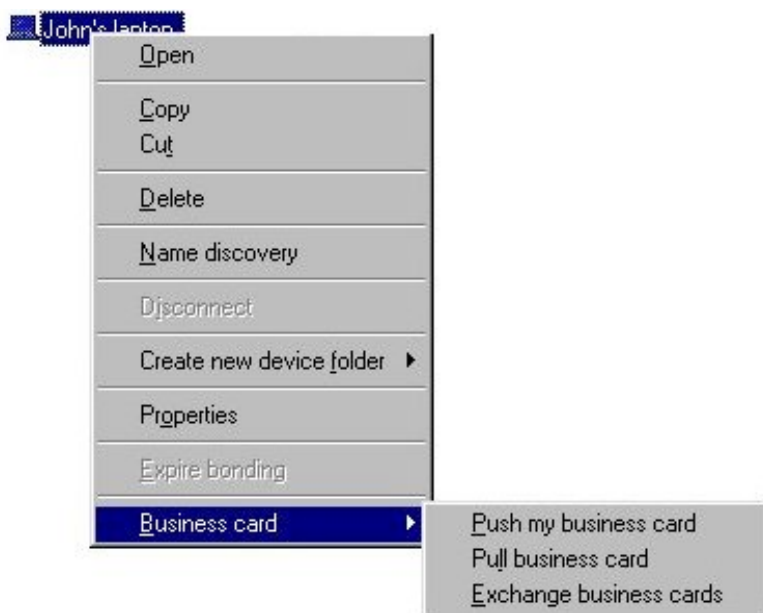 John's laptop
Open
Copy
Cut
Delete
Name discovery
Disconnect
Create new device folder
Properties
Expire bonding
Business card
Push my business card
Pull business card
Exchange business cards